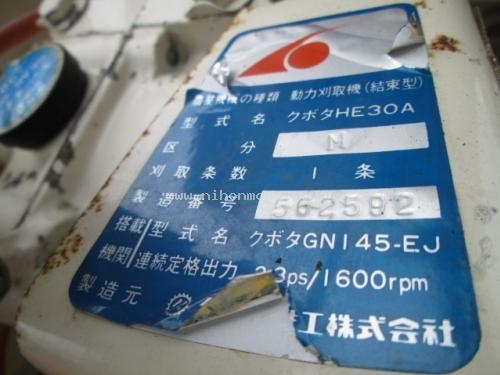 農業機械の種類 動力刈取機(結束型)
型式名 クボタHE30A
区分 M
刈取条数 1条
www.nihonmo
製造番号 562592
搭載機関 型式名 クボタGN145-EJ
連続定格出力 2.3ps/1600rpm
製造元 工株式会社